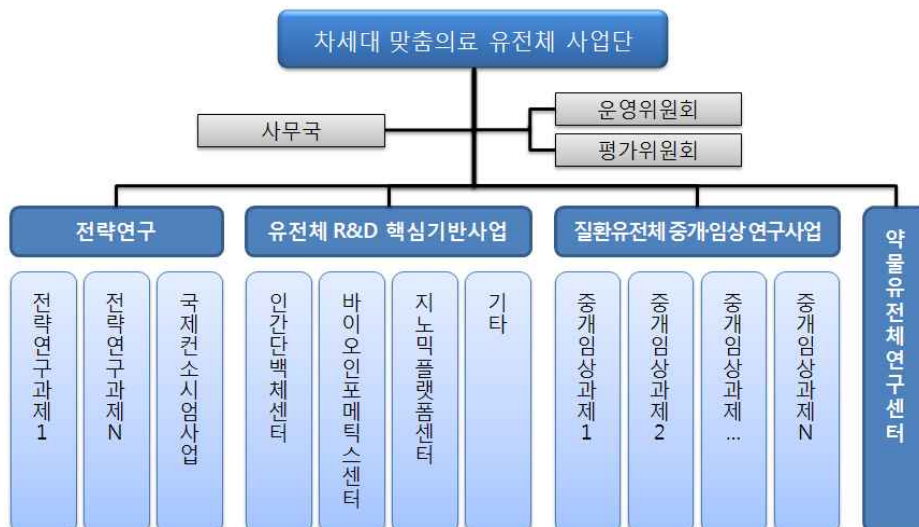 차세대 맞춤의료 유전체 사업단
사무국
운영위원회
평가위원회
전략연구
유전체 R&D 핵심기반사업
질환유전체 중개·임상 연구사업
약물유전체연구센터
전략연구과제1
전략연구과제N
국제컨소시엄사업
인간단백체센터
바이오인포메틱스센터
지노믹플랫폼센터
기타
중개임상과제1
중개임상과제2
중개임상과제...
중개임상과제N